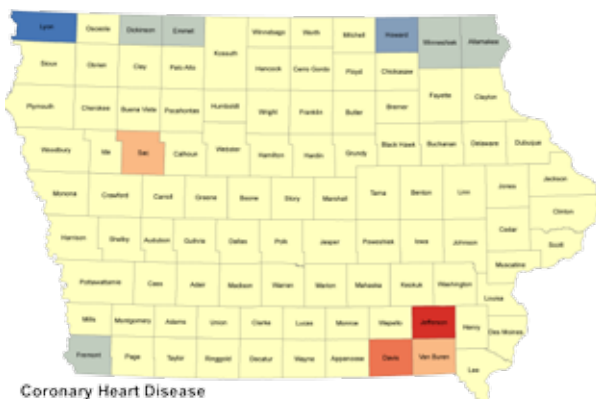 Lyon Osceola Dickinson Emmet Winnebago Worth Mitchell Howard Winneshiek Allamakee
Kossuth
Sioux Obrien Clay Palo Alto Hancock Cerro Gordo Floyd Chickasaw
Fayette Clayton
Plymouth Cherokee Buena Vista Pocahontas Humboldt Wright Franklin Butler Bremer
Woodbury Ida Sac Calhoun Webster Hamilton Hardin Grundy Black Hawk Buchanan Delaware Dubuque
Monona Crawford Carroll Greene Boone Story Marshall Tama Benton Linn Jones Jackson
Clinton
Harrison Shelby Audubon Guthrie Dallas Polk Jasper Poweshiek Iowa Johnson Cedar Scott
Muscatine
Pottawattamie Cass Adair Madison Warren Marion Mahaska Keokuk Washington
Louisa
Mills Montgomery Adams Union Clarke Lucas Monroe Wapello Jefferson Henry Des Moines
Fremont Page Taylor Ringgold Decatur Wayne Appanoose Davis Van Buren Lee
Coronary Heart Disease